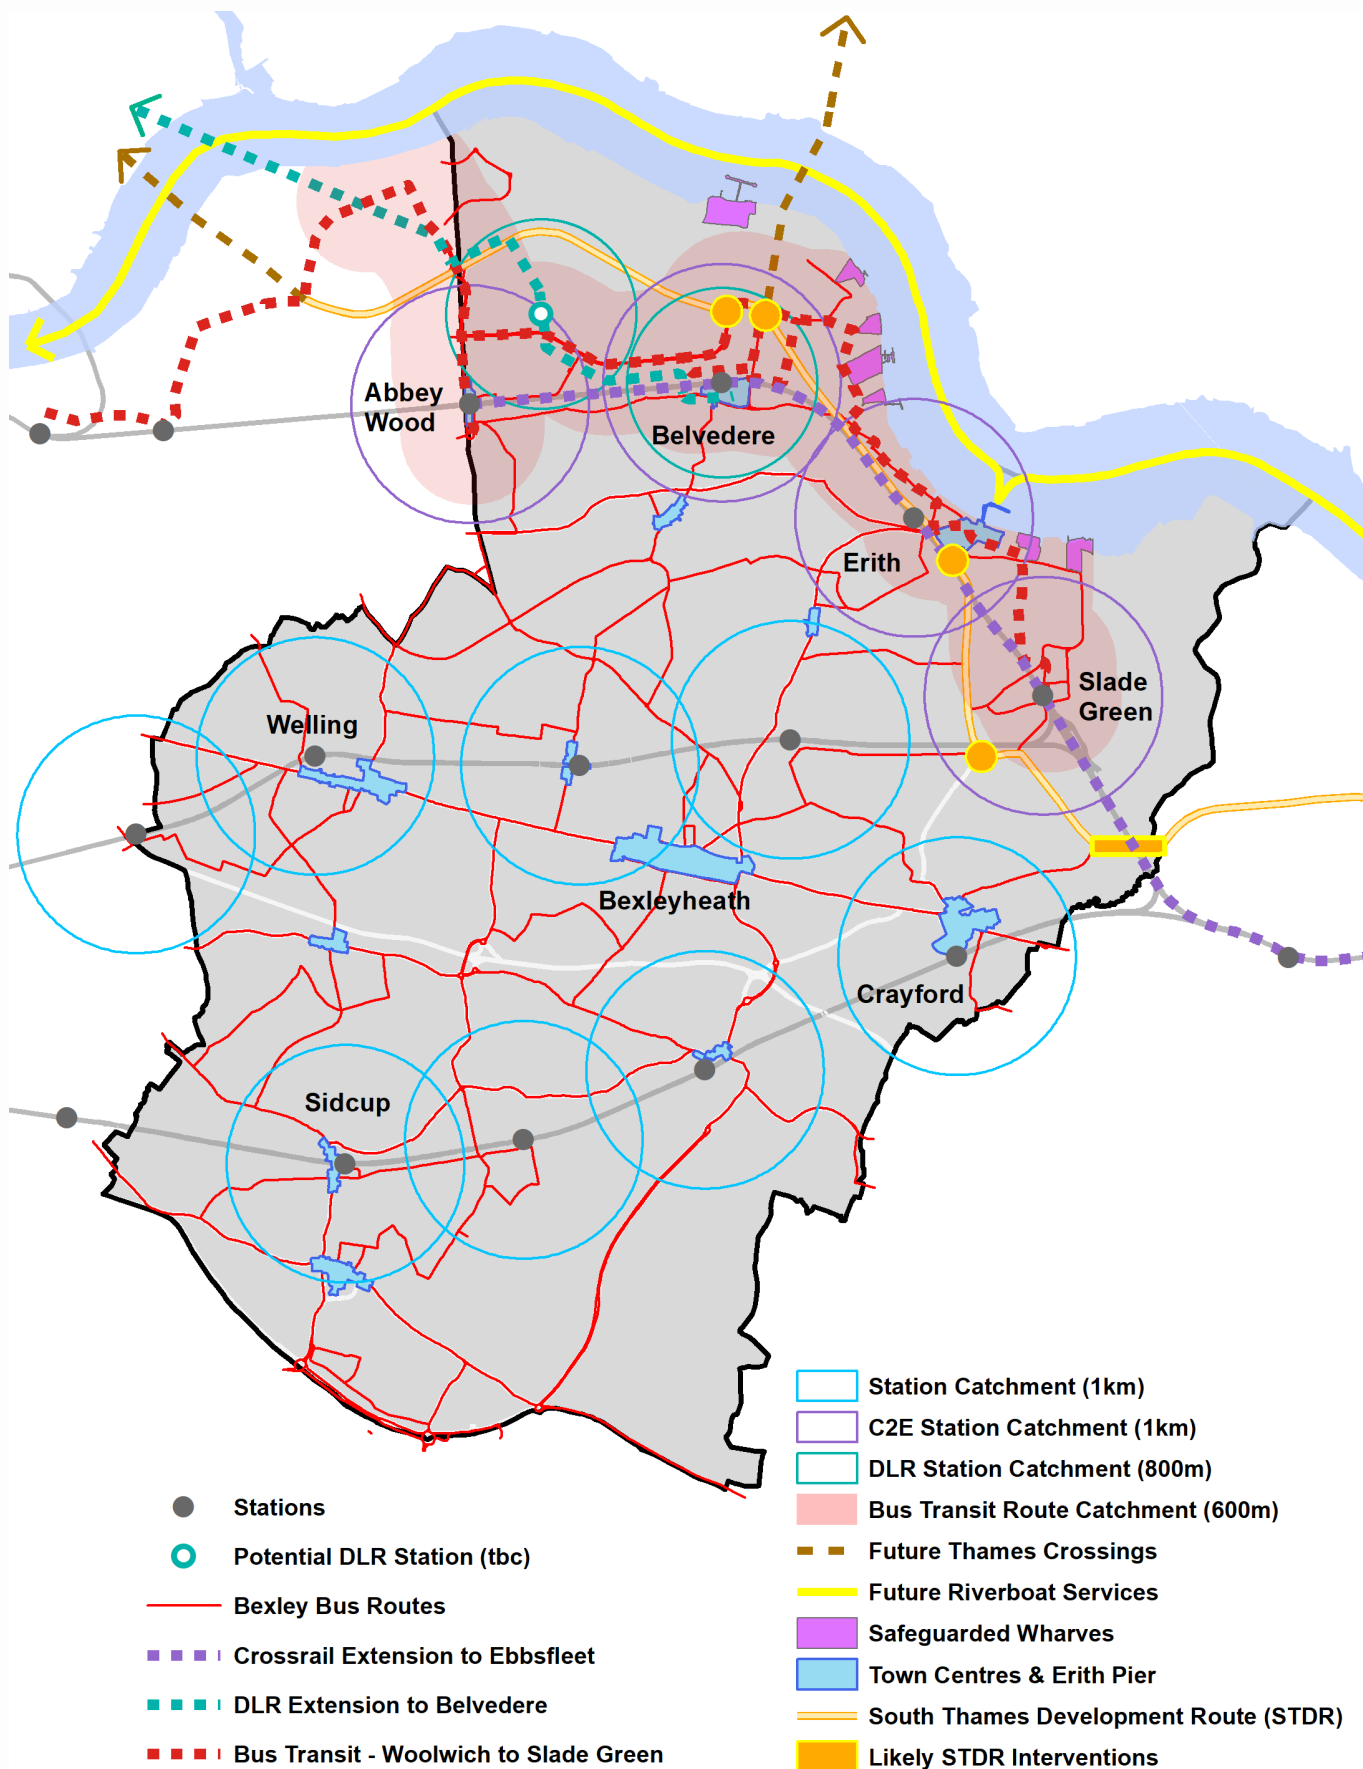 Abbey
Wood
Belvedere
Erith
Slade
Green
Welling
Bexleyheath
Crayford
Sidcup
Stations
Potential DLR Station (tbc)
Bexley Bus Routes
Crossrail Extension to Ebbsfleet
DLR Extension to Belvedere
Bus Transit - Woolwich to Slade Green
Station Catchment (1km)
C2E Station Catchment (1km)
DLR Station Catchment (800m)
Bus Transit Route Catchment (600m)
Future Thames Crossings
Future Riverboat Services
Safeguarded Wharves
Town Centres & Erith Pier
South Thames Development Route (STDR)
Likely STDR Interventions